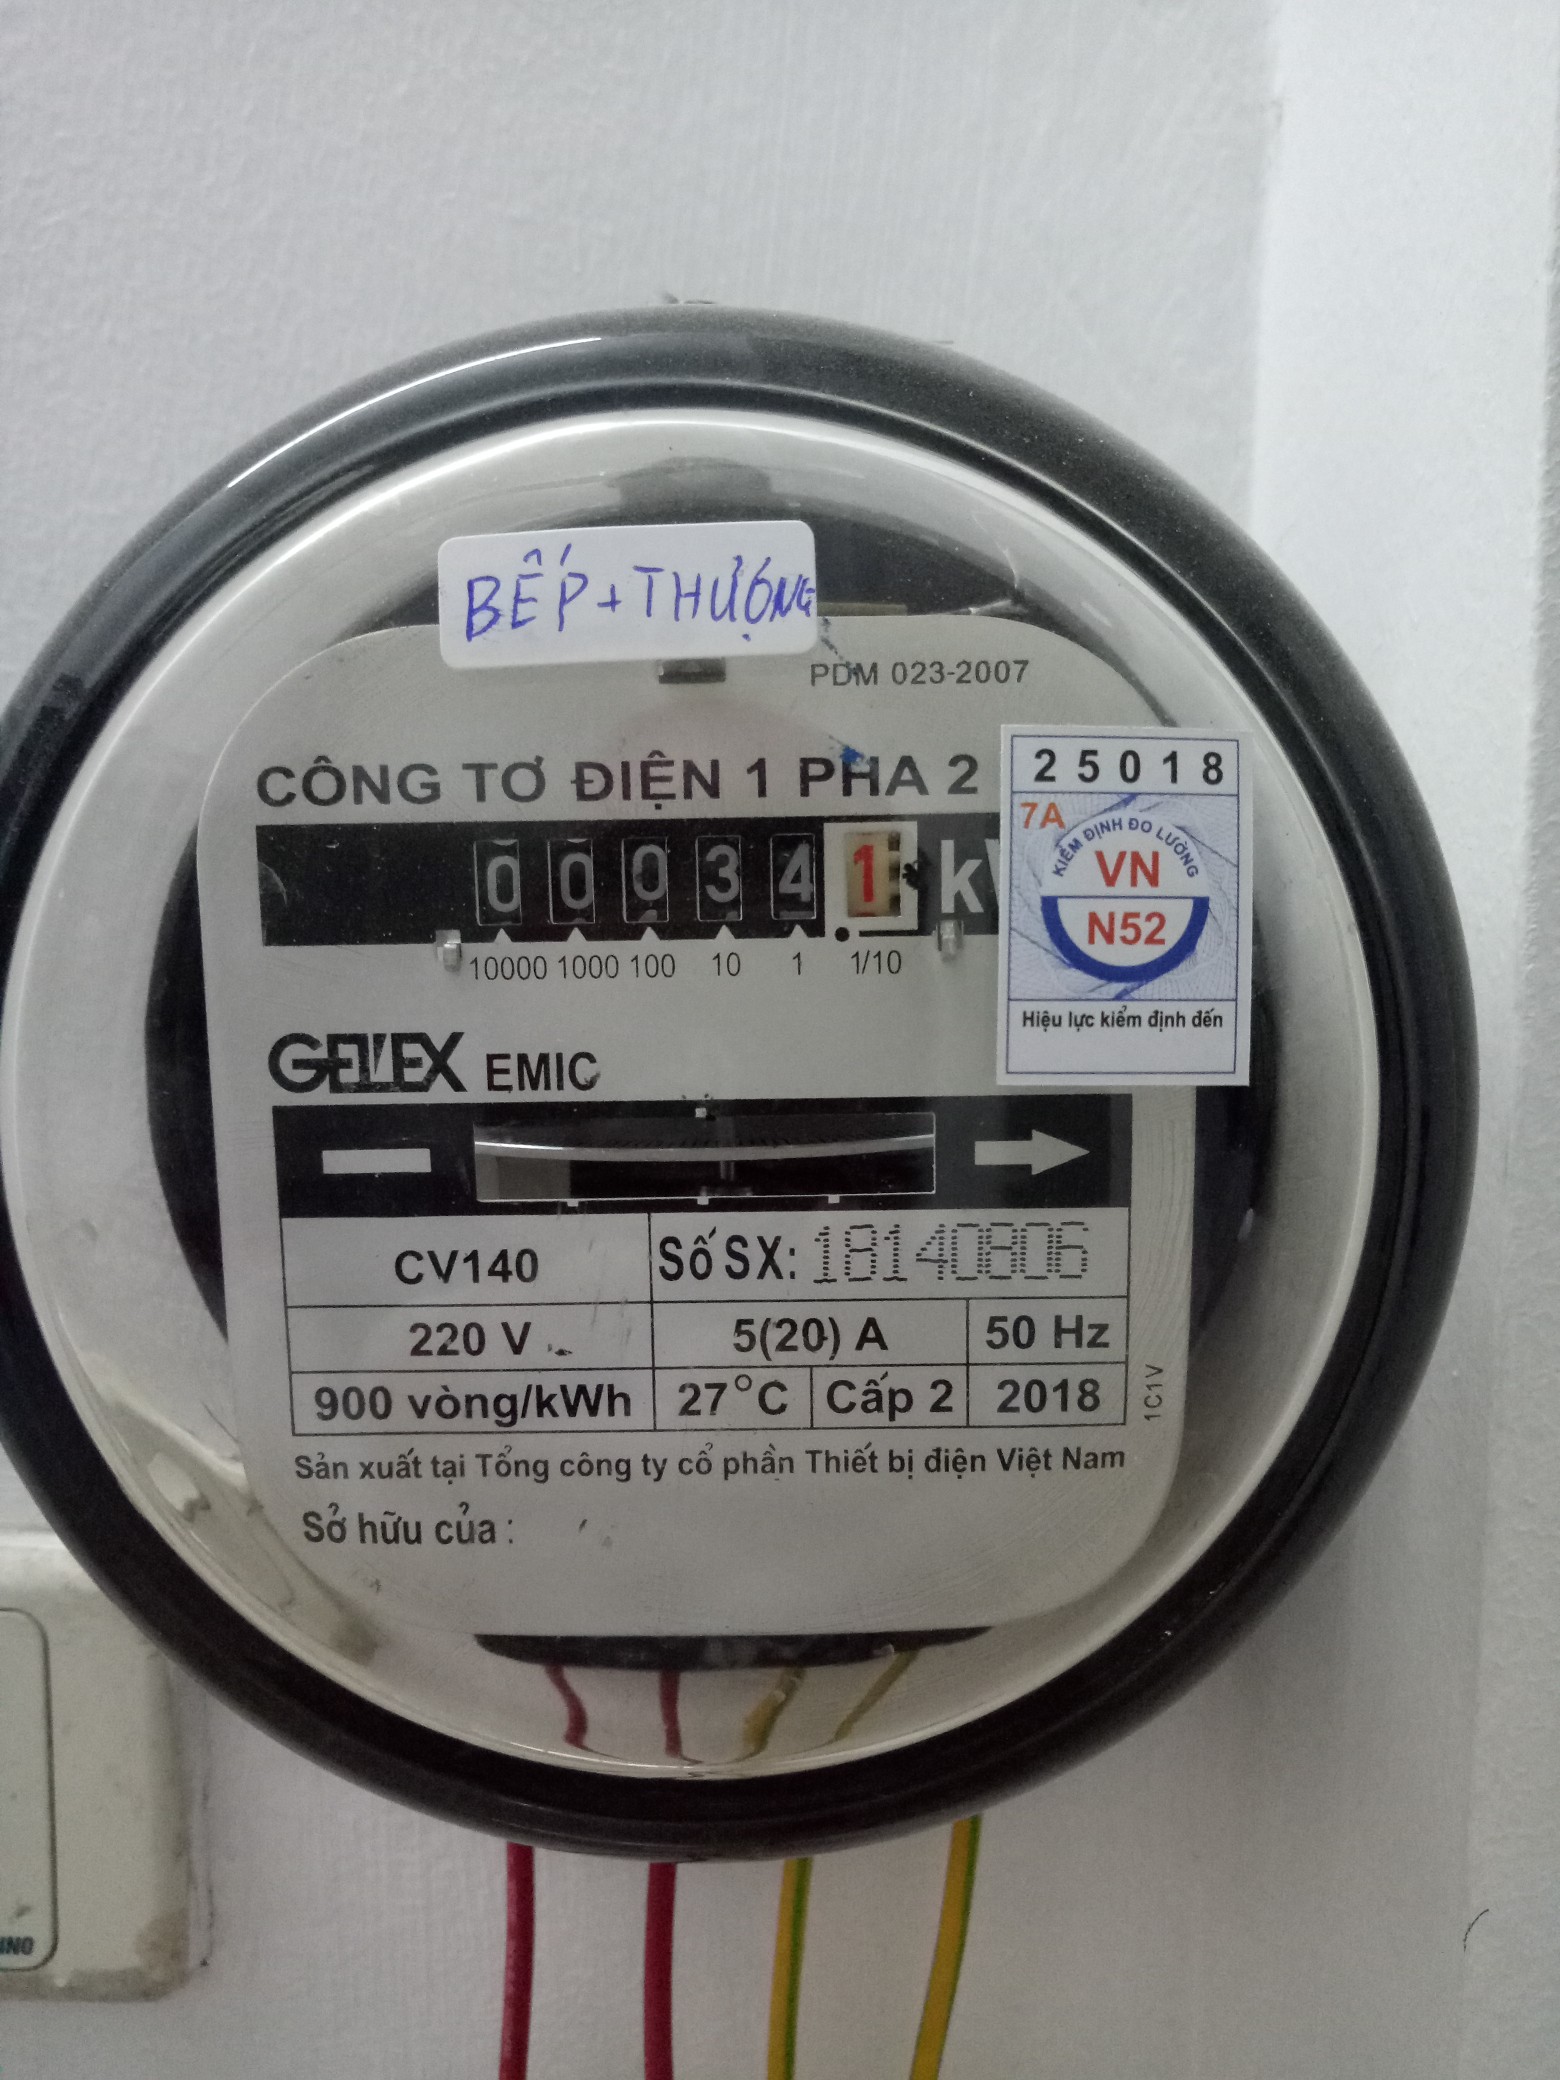 BẾP + THƯỢNG
PDM 023-2007
CÔNG TƠ ĐIỆN 1 PHA 2
25018
7A
KIỂM ĐỊNH ĐO LƯỜNG
VN
N52
Hiệu lực kiểm định đến
0 0 0 3 4 1 k
10000 1000 100 10 1 1/10
GELEX EMIC
CV140 Số SX: 18140806
220 V 5(20) A 50 Hz
900 vòng/kWh 27°C Cấp 2 2018
1C1V
Sản xuất tại Tổng công ty cổ phần Thiết bị điện Việt Nam
Sở hữu của :